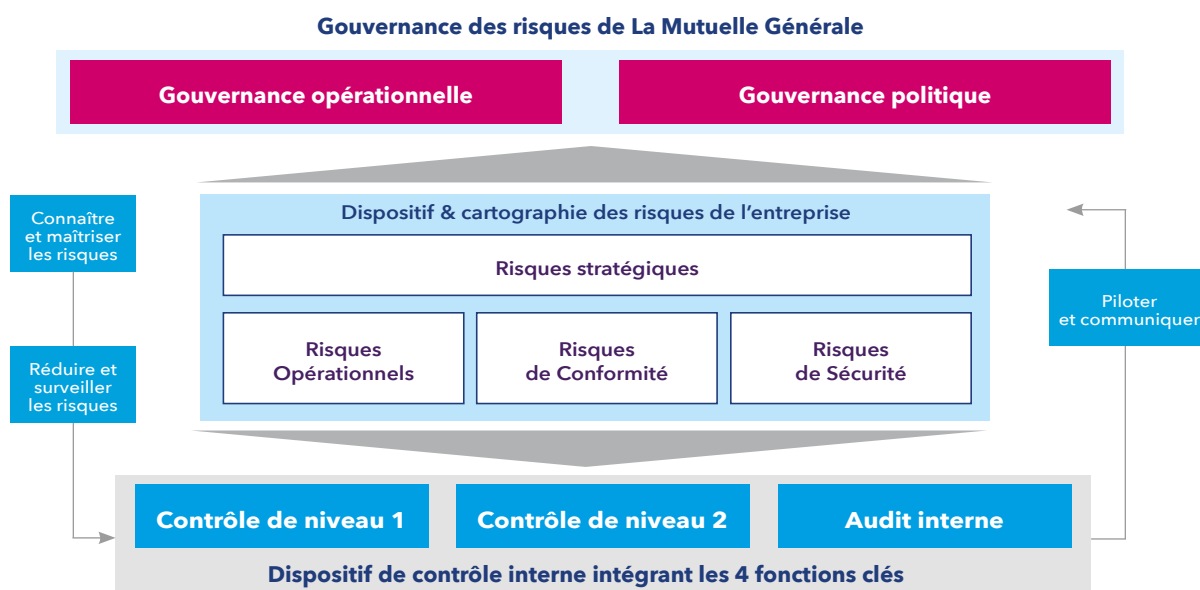 Gouvernance des risques de La Mutuelle Générale
Gouvernance opérationnelle
Gouvernance politique
Connaître
et maîtriser
les risques
Dispositif & cartographie des risques de l'entreprise
Risques stratégiques
Piloter
et communiquer
Risques
Opérationnels
Risques
de Conformité
Risques
de Sécurité
Réduire et
surveiller
les risques
Contrôle de niveau 1
Contrôle de niveau 2
Audit interne
Dispositif de contrôle interne intégrant les 4 fonctions clés